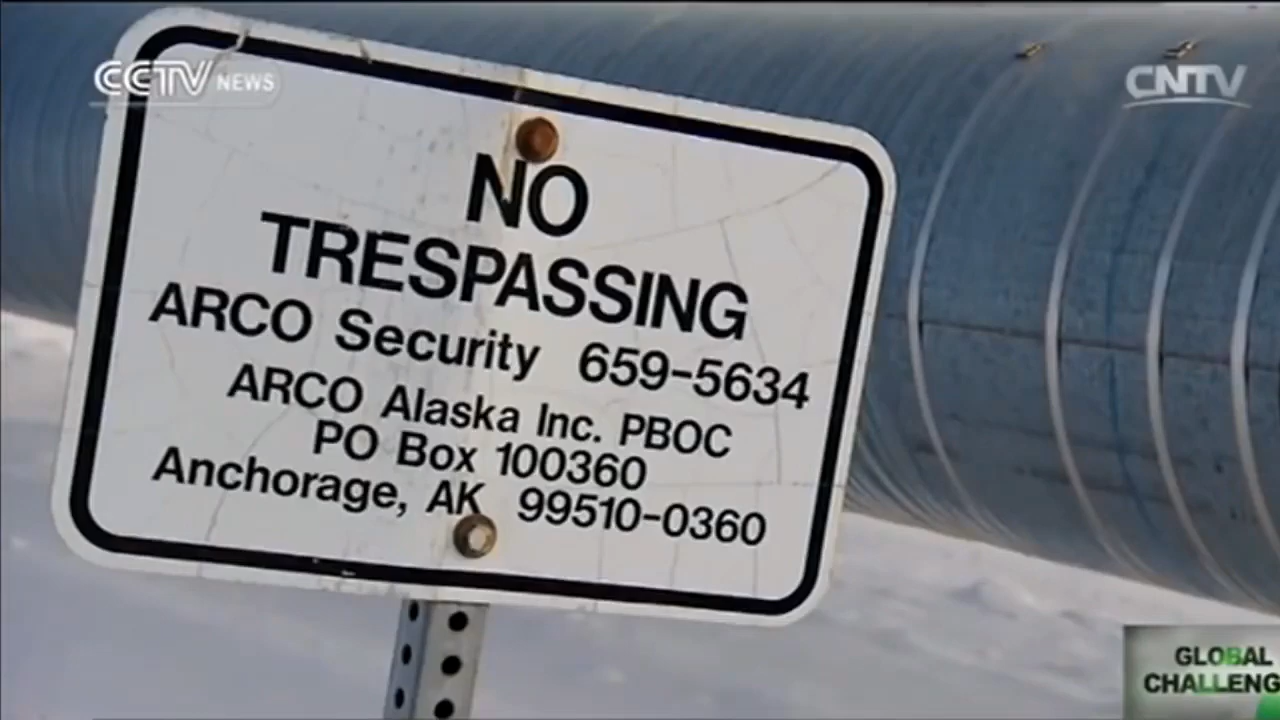 CCTV NEWS
CNTV
NO
TRESPASSING
ARCO Security 659-5634
ARCO Alaska Inc. PBOC
PO Box 100360
Anchorage, AK 99510-0360
GLOBAL
CHALLENG